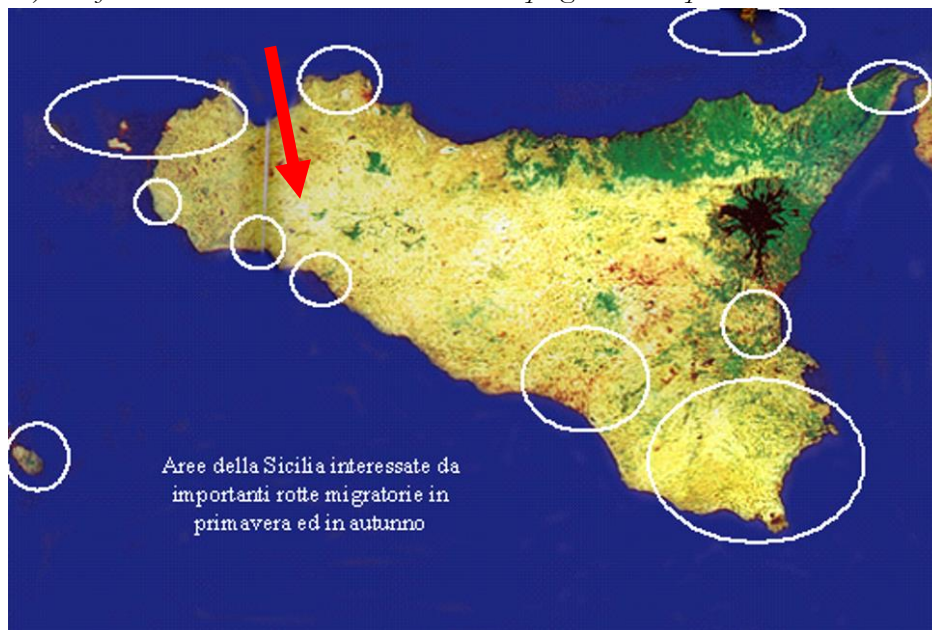 Aree della Sicilia interessate da
importanti rotte migratorie in
primavera ed in autunno